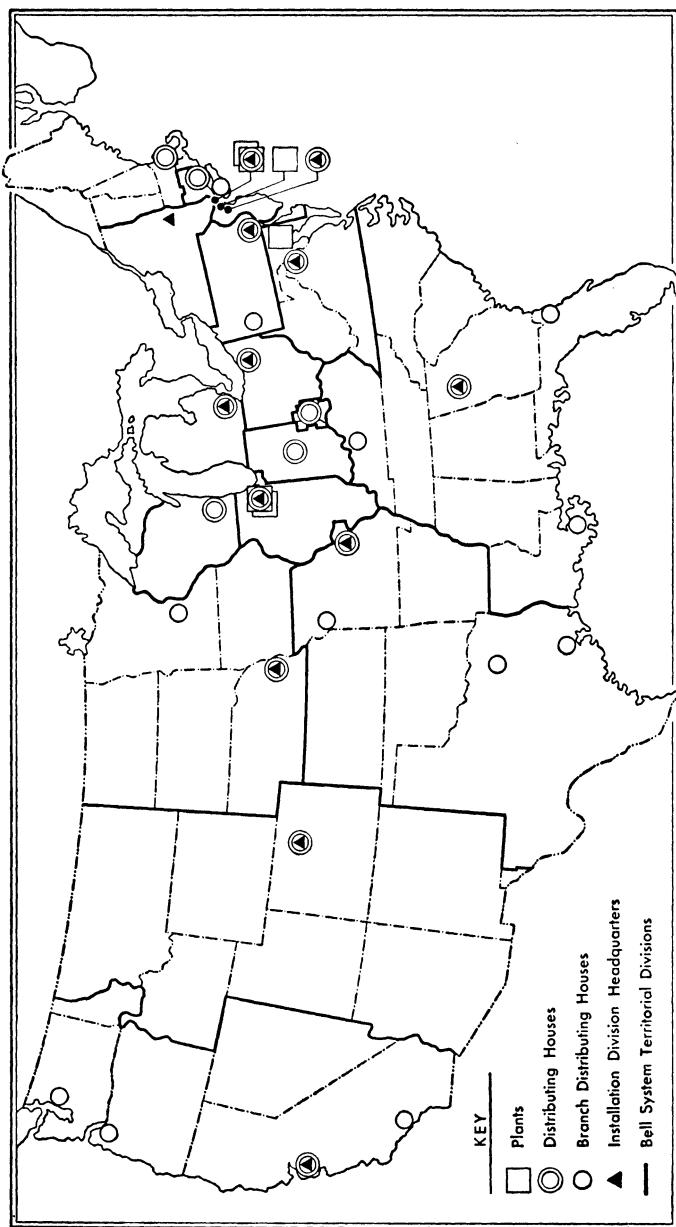 KEY
Plants
Distributing Houses
Branch Distributing Houses
Installation Division Headquarters
Bell System Territorial Divisions